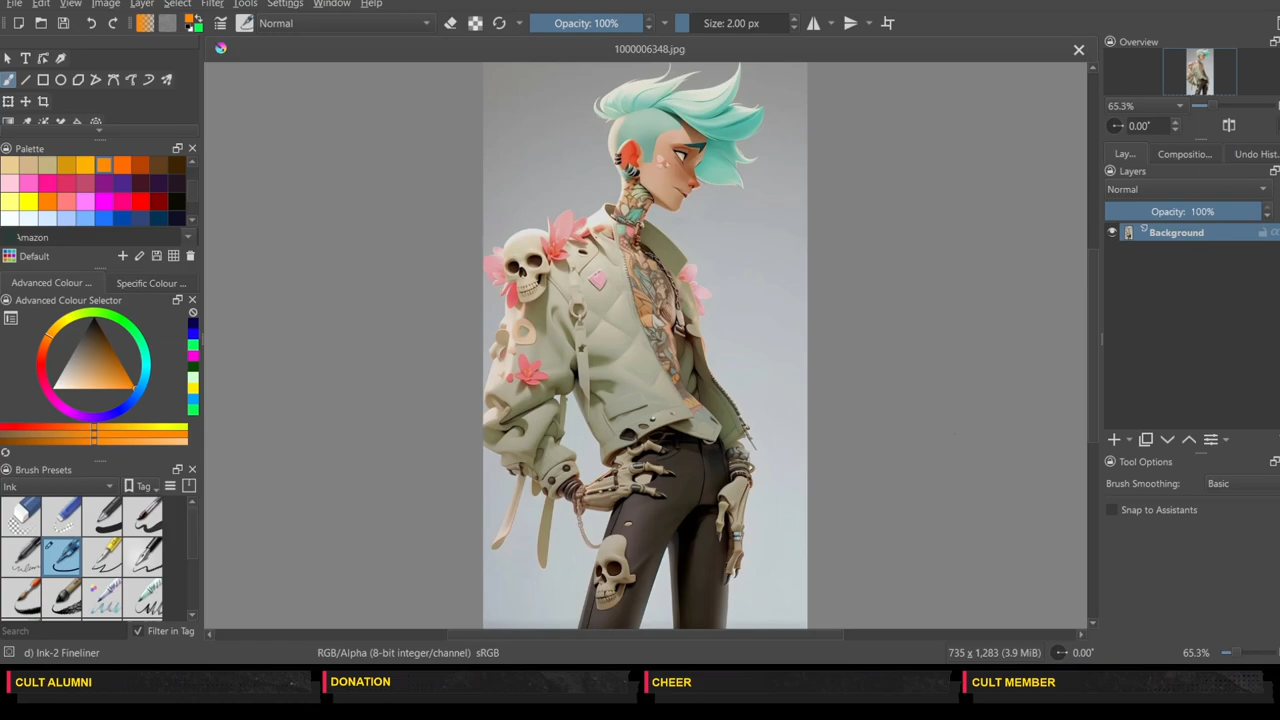 File Edit View Image Layer Select Filter Tools Settings Window Help
Normal
Opacity: 100%
Size: 2.00 px
1000006348.jpg
Overview
65.3%
0.00°
Palette
Amazon
Default
Advanced Colour ...
Specific Colour ...
Advanced Colour Selector
Lay...
Compositio...
Undo Hist.
Layers
Normal
Opacity: 100%
Background
Tool Options
Brush Smoothing:
Basic
Snap to Assistants
Brush Presets
Ink
Tag
Search
Filter in Tag
d) Ink-2 Fineliner
RGB/Alpha (8-bit integer/channel) sRGB
735 x 1,283 (3.9 MiB)
0.00°
65.3%
CULT ALUMNI
DONATION
CHEER
CULT MEMBER